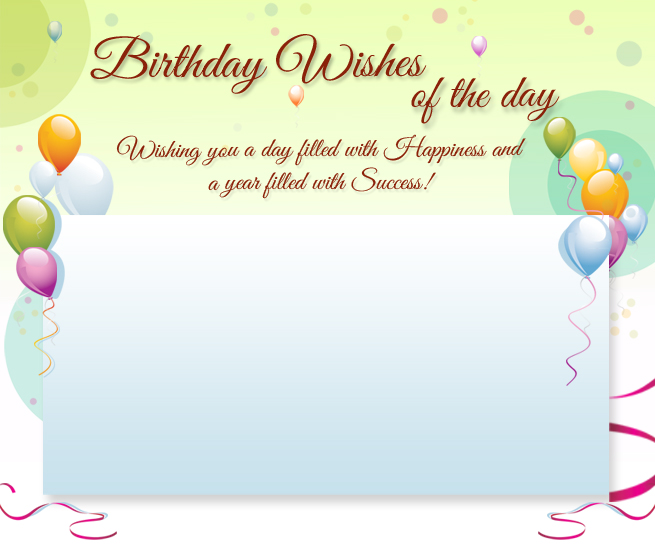 Birthday Wishes
of the day
Wishing you a day filled with Happiness and
a year filled with Success!